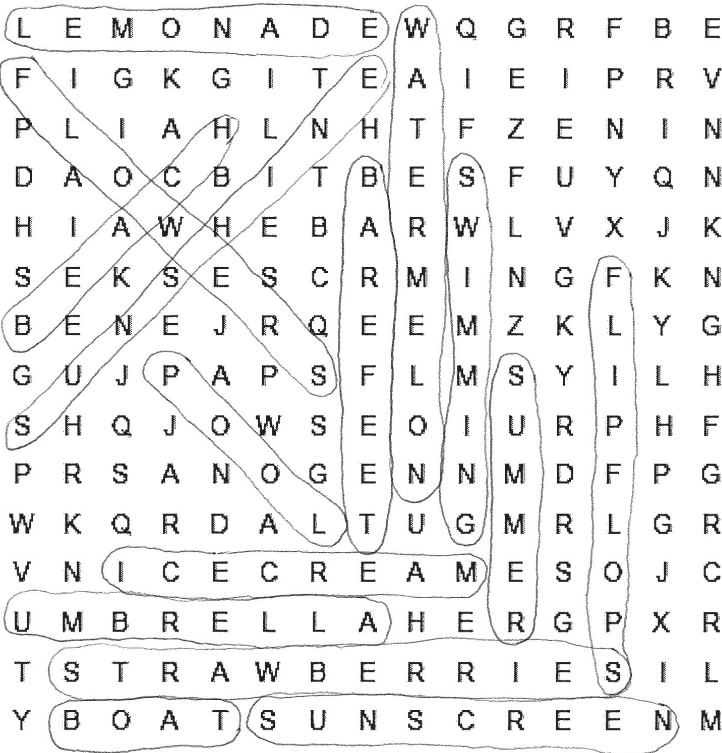 L E M O N A D E W Q G R F B E
F I G K G I T E A I E I P R V
P L I A H L N H T F Z E N I N
D A O C B I T B E S F U Y Q N
H I A W H E B A R W L V X J K
S E K S E S C R M I N G F K N
B E N E J R Q E E M Z K L Y G
G U J P A P S F L M S Y I L H
S H Q J O W S E O I U R P H F
P R S A N O G E N N M D F P G
W K Q R D A L T U G M R L G R
V N I C E C R E A M E S O J C
U M B R E L L A H E R G P X R
T S T R A W B E R R I E S I L
Y B O A T S U N S C R E E N M